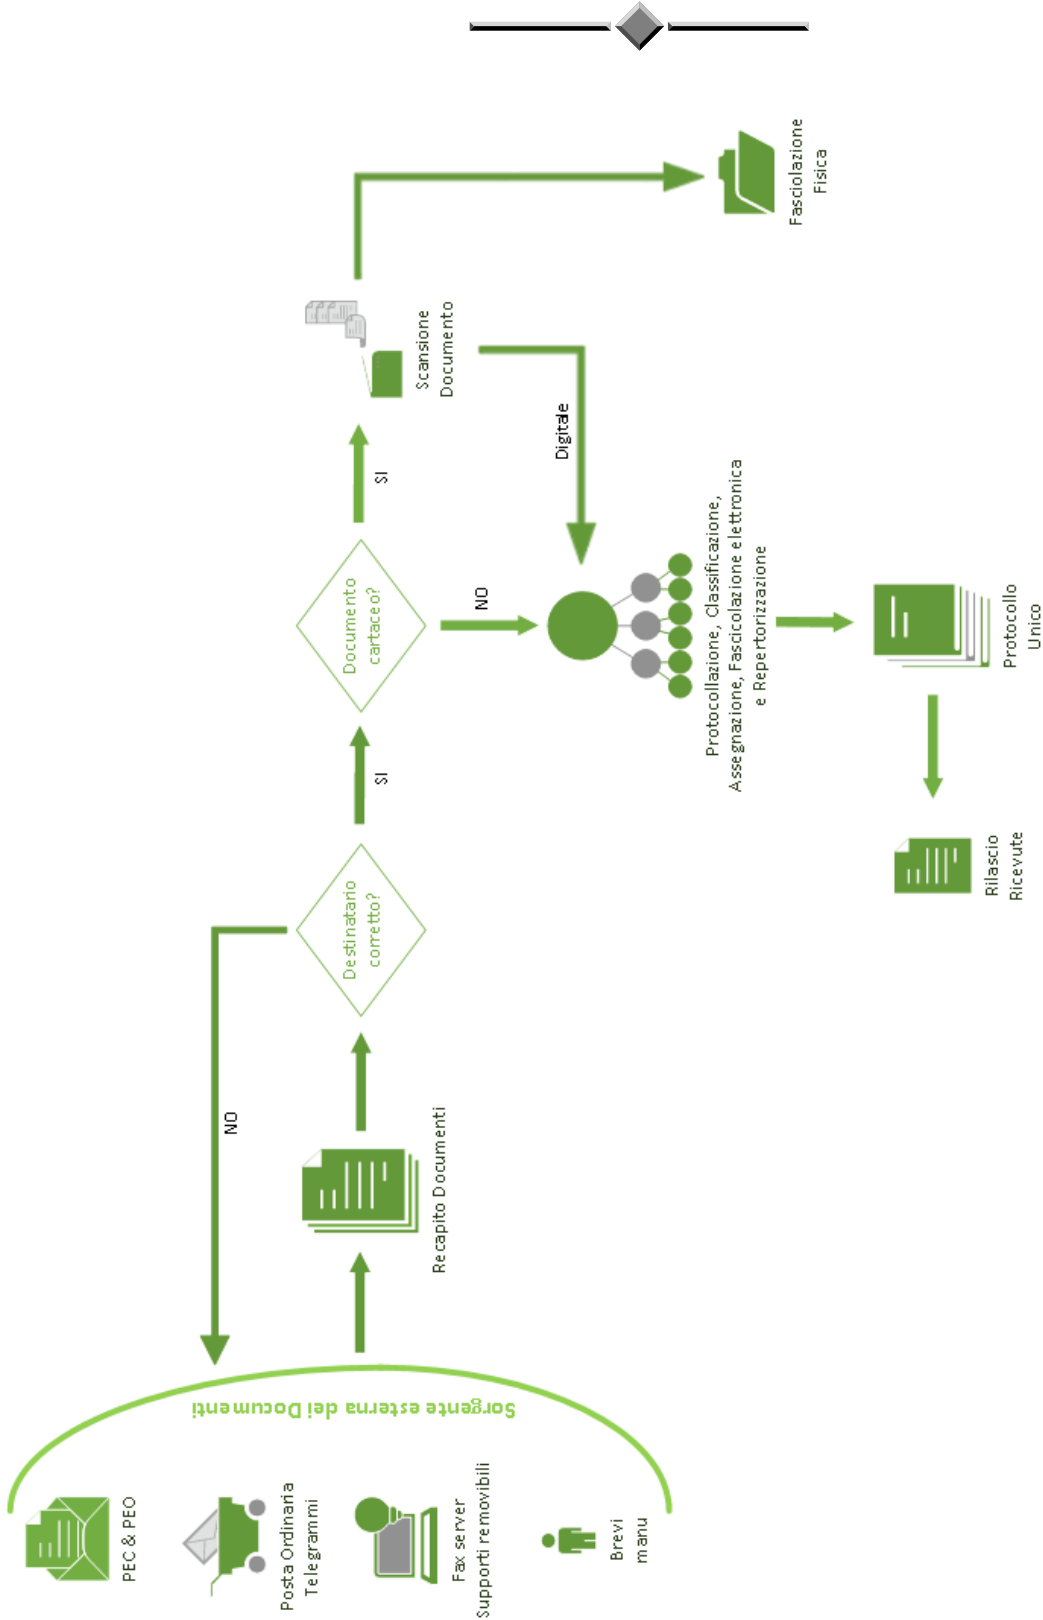 PEC & PEO
Posta Ordinaria
Telegrammi
Fax server
Supporti removibili
Brevi
manu
Sorgente esterna dei Documenti
Recapito Documenti
NO
Destinatario
corretto?
SI
Documento
cartaceo?
SI
NO
Scansione
Documento
Digitale
Fasciolazione
Fisica
Protocollazione, Classificazione,
Assegnazione, Fascicolazione elettronica
e Repertorizzazione
Protocollo
Unico
Rilascio
Ricevute